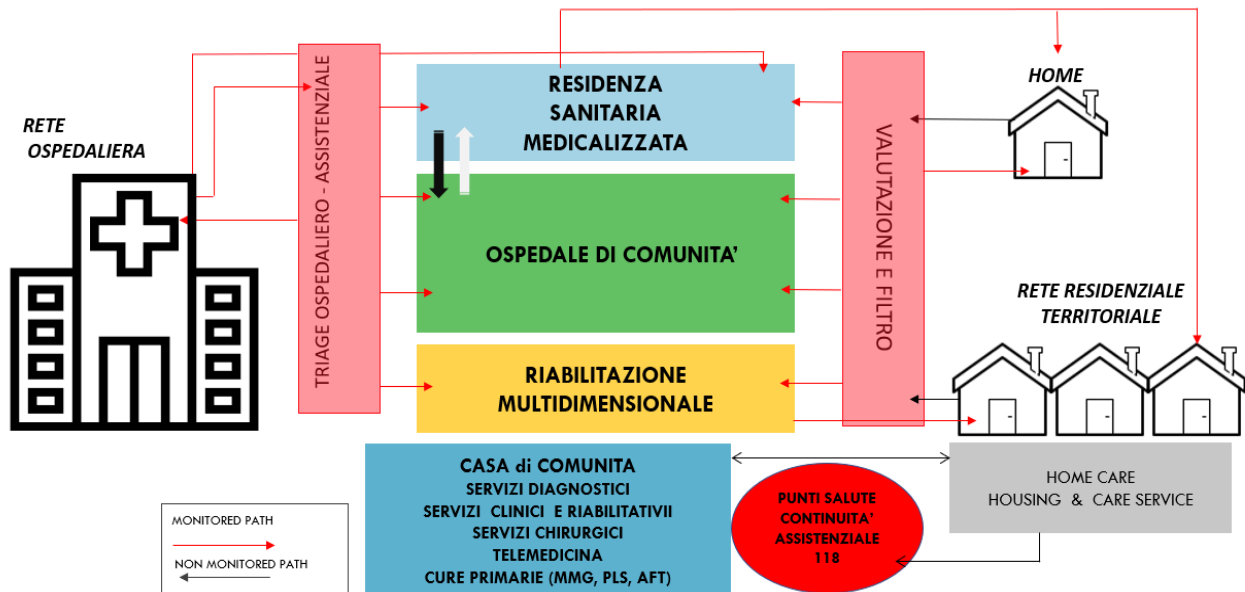 RETE
OSPEDALIERA
TRIAGE OSPEDALIERO - ASSISTENZIALE
RESIDENZA
SANITARIA
MEDICALIZZATA
OSPEDALE DI COMUNITA'
RIABILITAZIONE
MULTIDIMENSIONALE
VALUTAZIONE E FILTRO
HOME
RETE RESIDENZIALE
TERRITORIALE
CASA di COMUNITA
SERVIZI DIAGNOSTICI
SERVIZI CLINICI E RIABILITATIVII
SERVIZI CHIRURGICI
TELEMEDICINA
CURE PRIMARIE (MMG, PLS, AFT)
PUNTI SALUTE
CONTINUITA'
ASSISTENZIALE
118
HOME CARE
HOUSING & CARE SERVICE
MONITORED PATH
NON MONITORED PATH